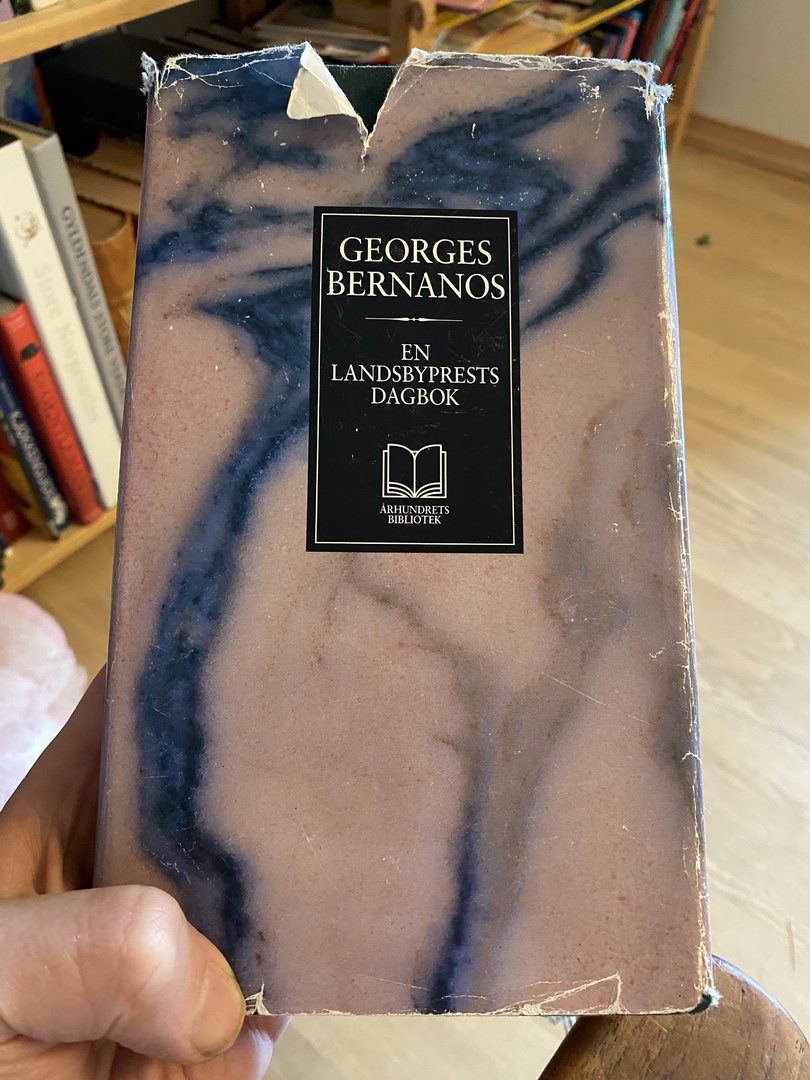 GEORGES
BERNANOS
EN
LANDSBYPRESTS
DAGBOK
ÅRHUNDRETS
BIBLIOTEK